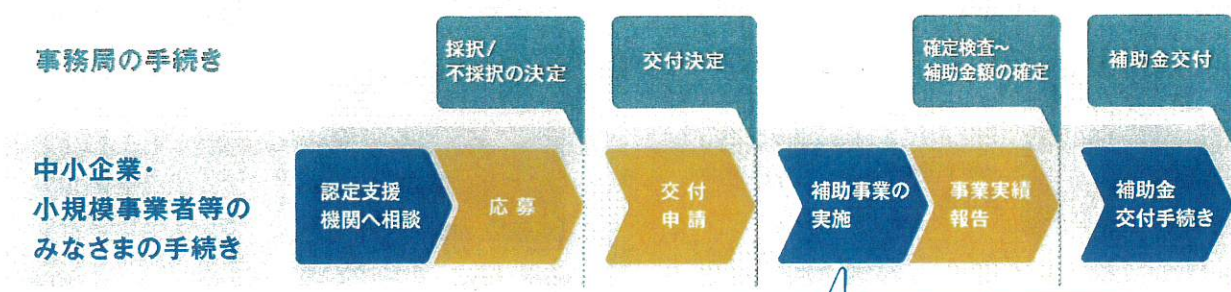 事務局の手続き
採択/
不採択の決定
交付決定
確定検査～
補助金額の確定
補助金交付
中小企業・
小規模事業者等の
みなさまの手続き
認定支援
機関へ相談
応募
交付
申請
補助事業の
実施
事業実績
報告
補助金
交付手続き